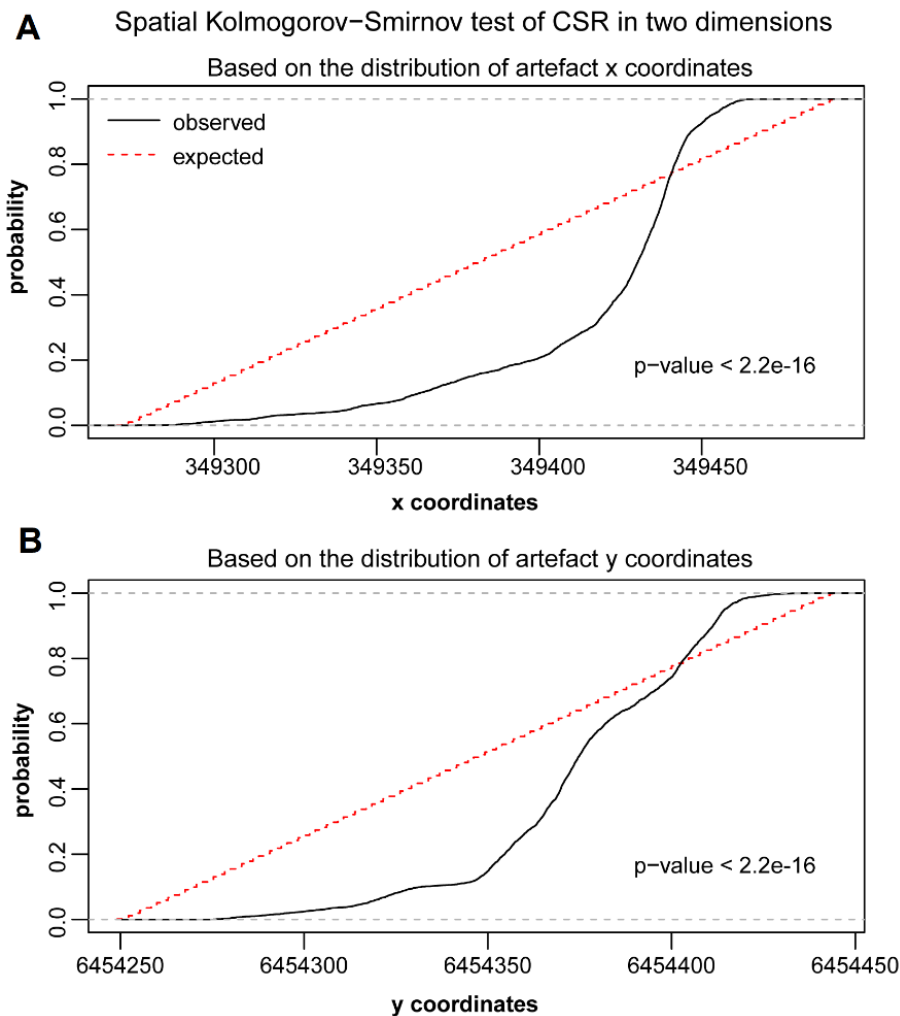 A
Spatial Kolmogorov−Smirnov test of CSR in two dimensions
Based on the distribution of artefact x coordinates
probability
0.0 0.2 0.4 0.6 0.8 1.0
observed
expected
p−value < 2.2e-16
349300 349350 349400 349450
x coordinates
B
Based on the distribution of artefact y coordinates
probability
0.0 0.2 0.4 0.6 0.8 1.0
p−value < 2.2e-16
6454250 6454300 6454350 6454400 6454450
y coordinates